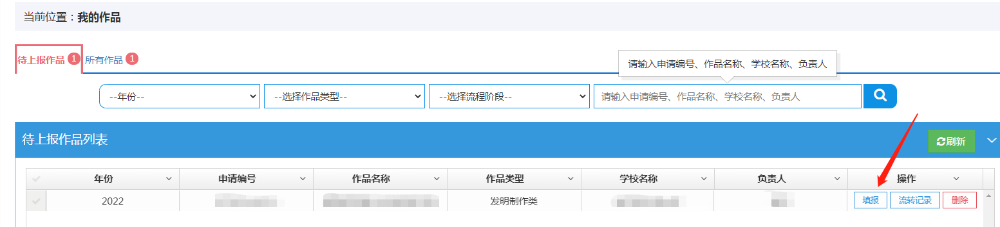 当前位置：我的作品
待上报作品 1 所有作品 1
请输入申请编号、作品名称、学校名称、负责人
--年份-- --选择作品类型-- --选择流程阶段-- 请输入申请编号、作品名称、学校名称、负责人
待上报作品列表 刷新
年份 申请编号 作品名称 作品类型 学校名称 负责人 操作
2022 发明制作类 填报 流转记录 删除